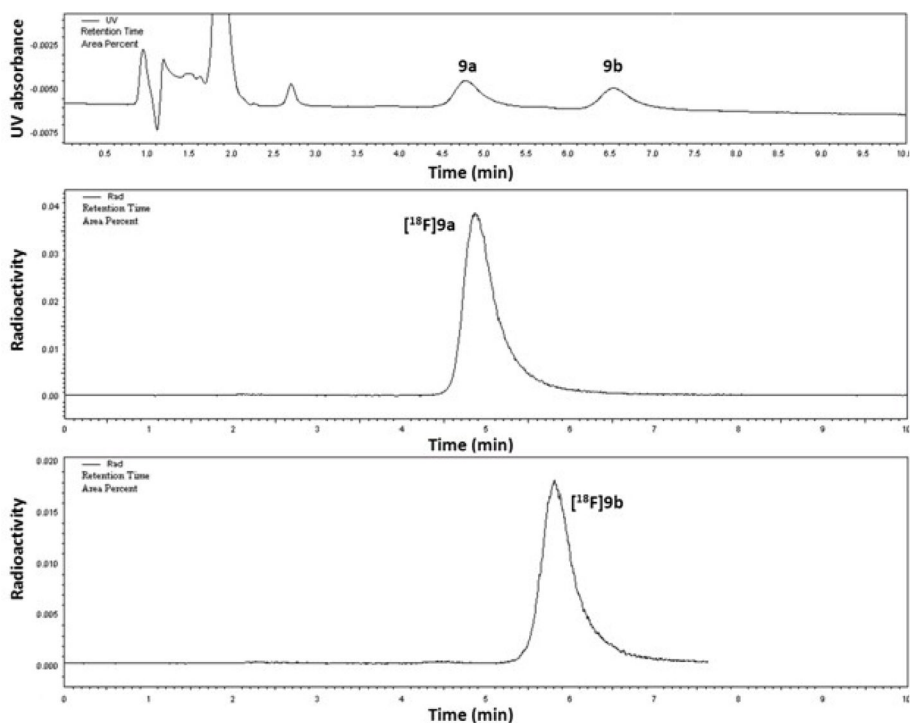 UV
Retention Time
Area Percent
9a
9b
UV absorbance
-0.0025
-0.0050
-0.0075
0.5 1.0 1.5 2.0 2.5 3.0 3.5 4.0 4.5 5.0 5.5 6.0 6.5 7.0 7.5 8.0 8.5 9.0 9.5 10.0
Time (min)
Rad
Retention Time
Area Percent
[¹⁸F]9a
Radioactivity
0.04
0.03
0.02
0.01
0.00
0 1 2 3 4 5 6 7 8 9 10
Time (min)
Rad
Retention Time
Area Percent
[¹⁸F]9b
Radioactivity
0.020
0.015
0.010
0.005
0.000
0 1 2 3 4 5 6 7 8 9 10
Time (min)